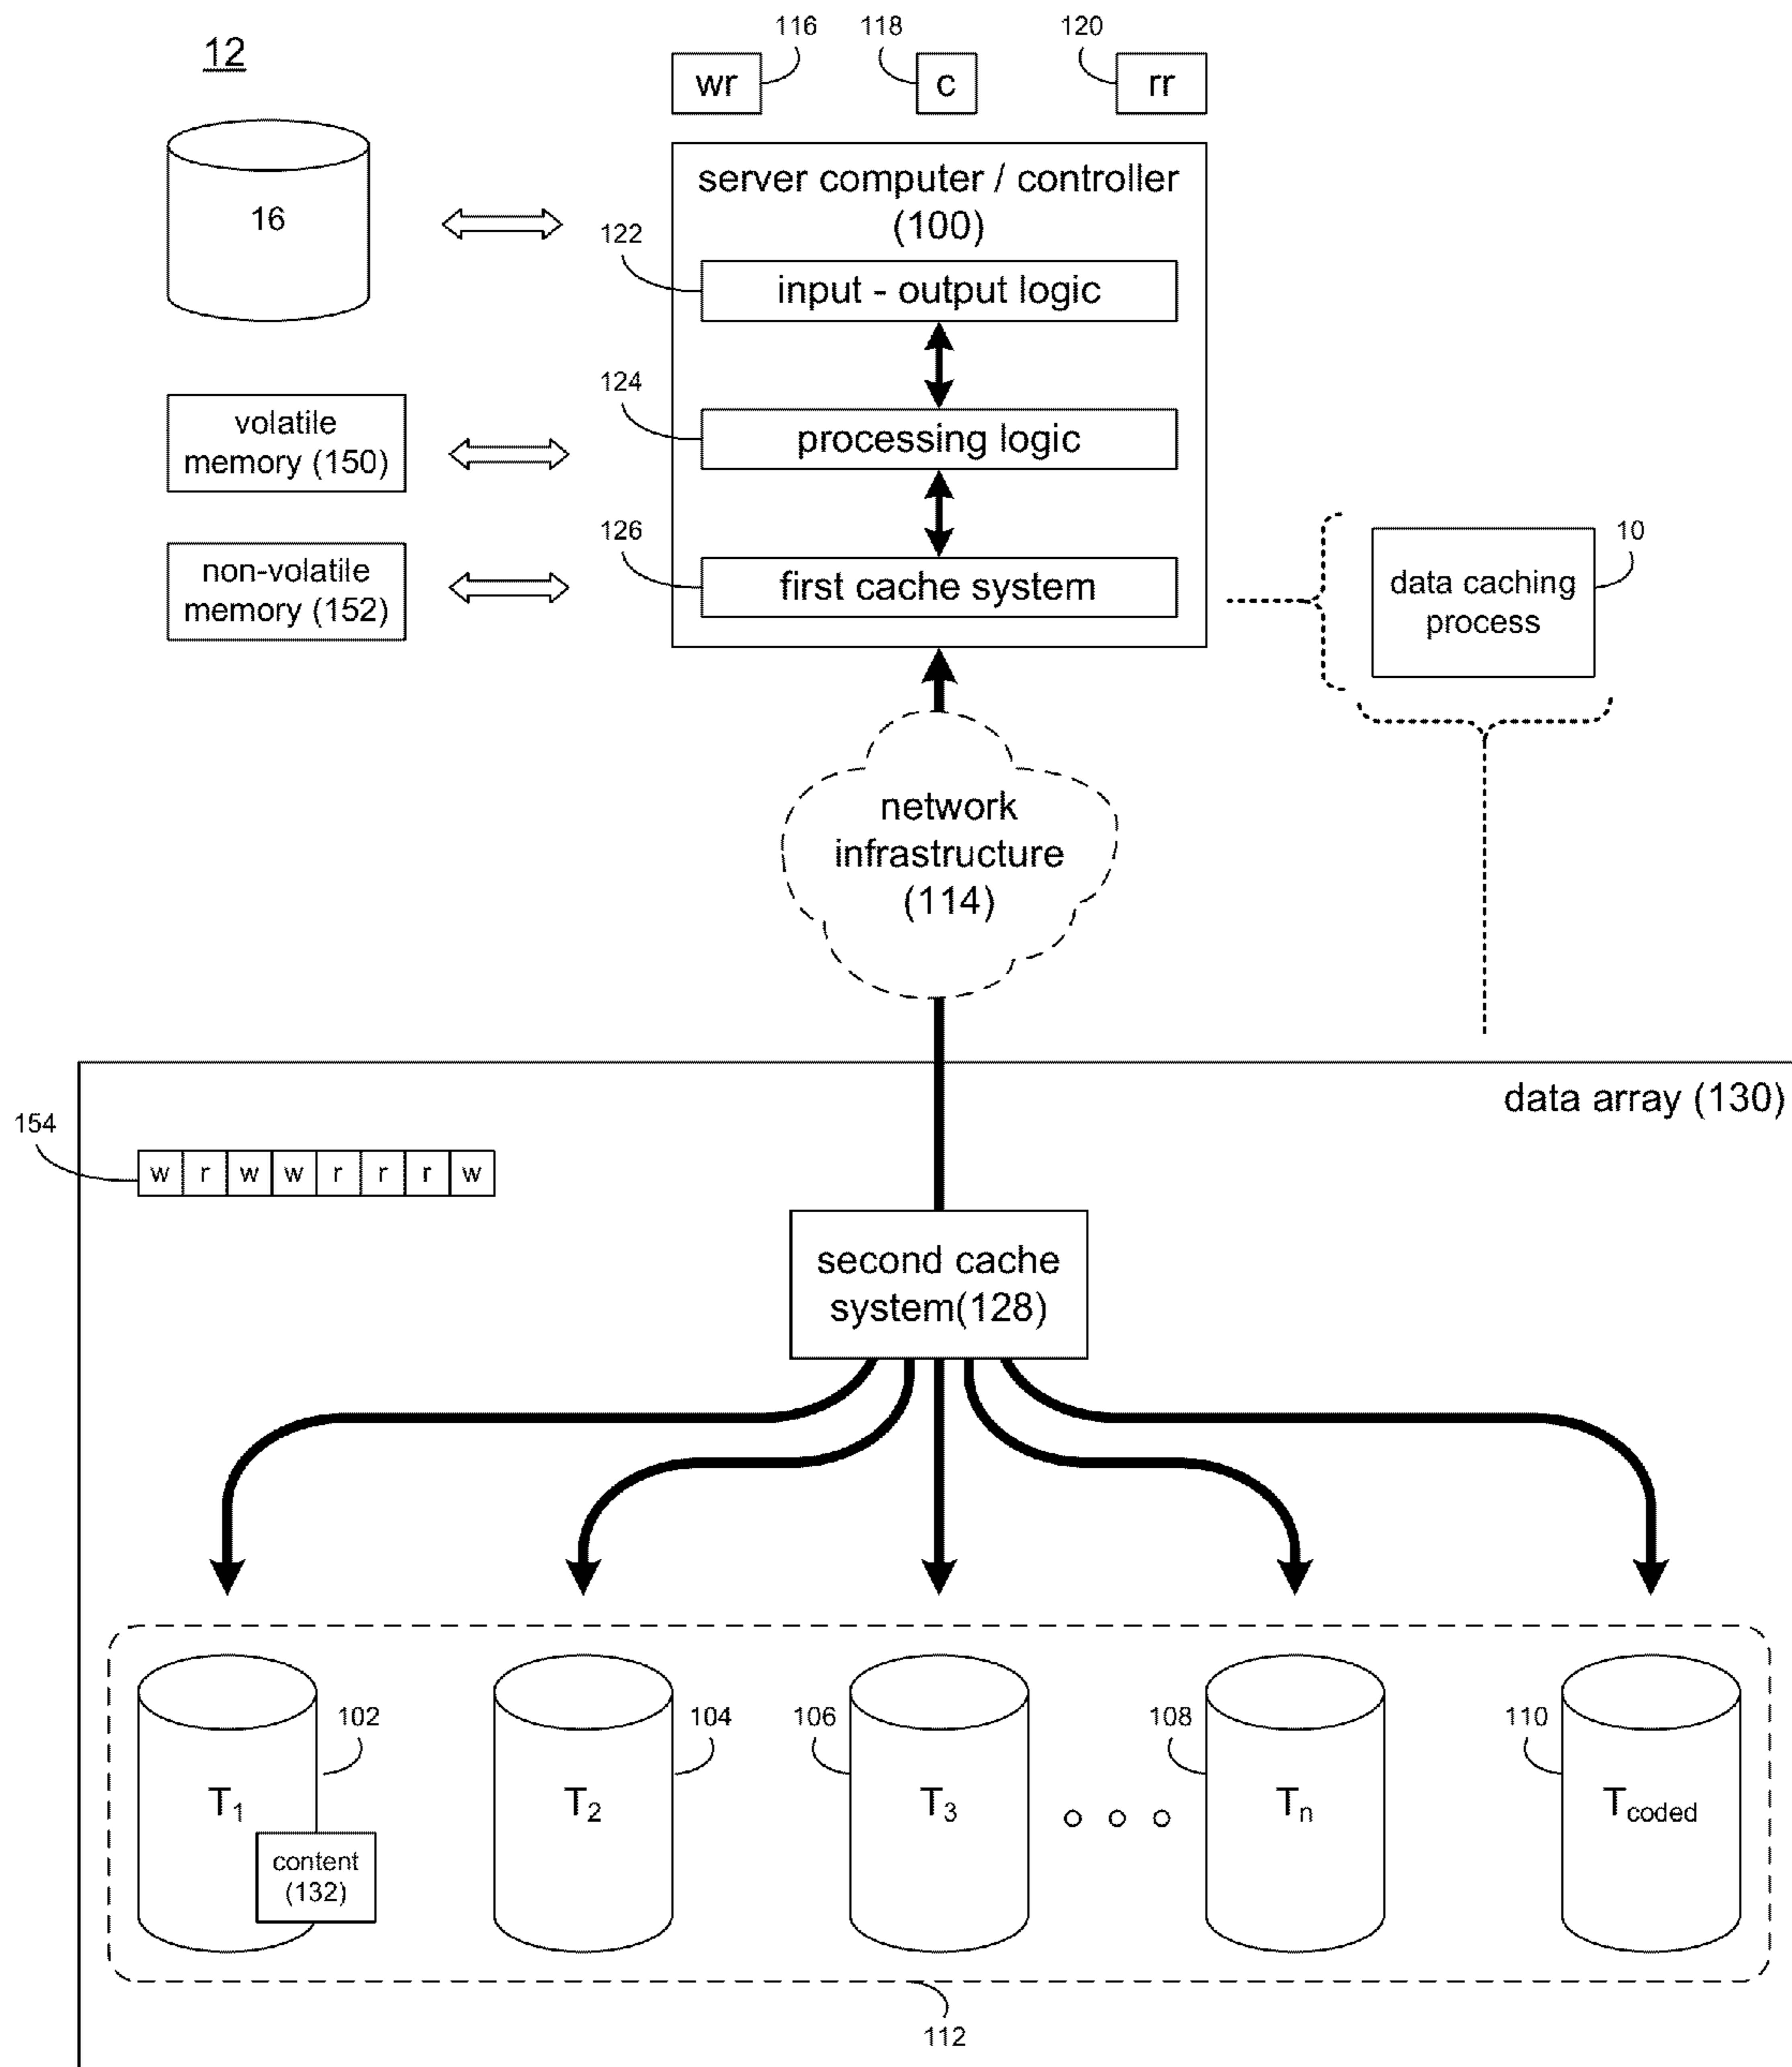 12
116
118
120
wr
c
rr
16
server computer / controller
(100)
122
input - output logic
volatile
memory (150)
124
processing logic
non-volatile
memory (152)
126
first cache system
10
data caching
process
network
infrastructure
(114)
data array (130)
154
w r w w r r r w
second cache
system(128)
102
104
106
108
110
T1
T2
T3
Tn
Tcoded
content
(132)
112